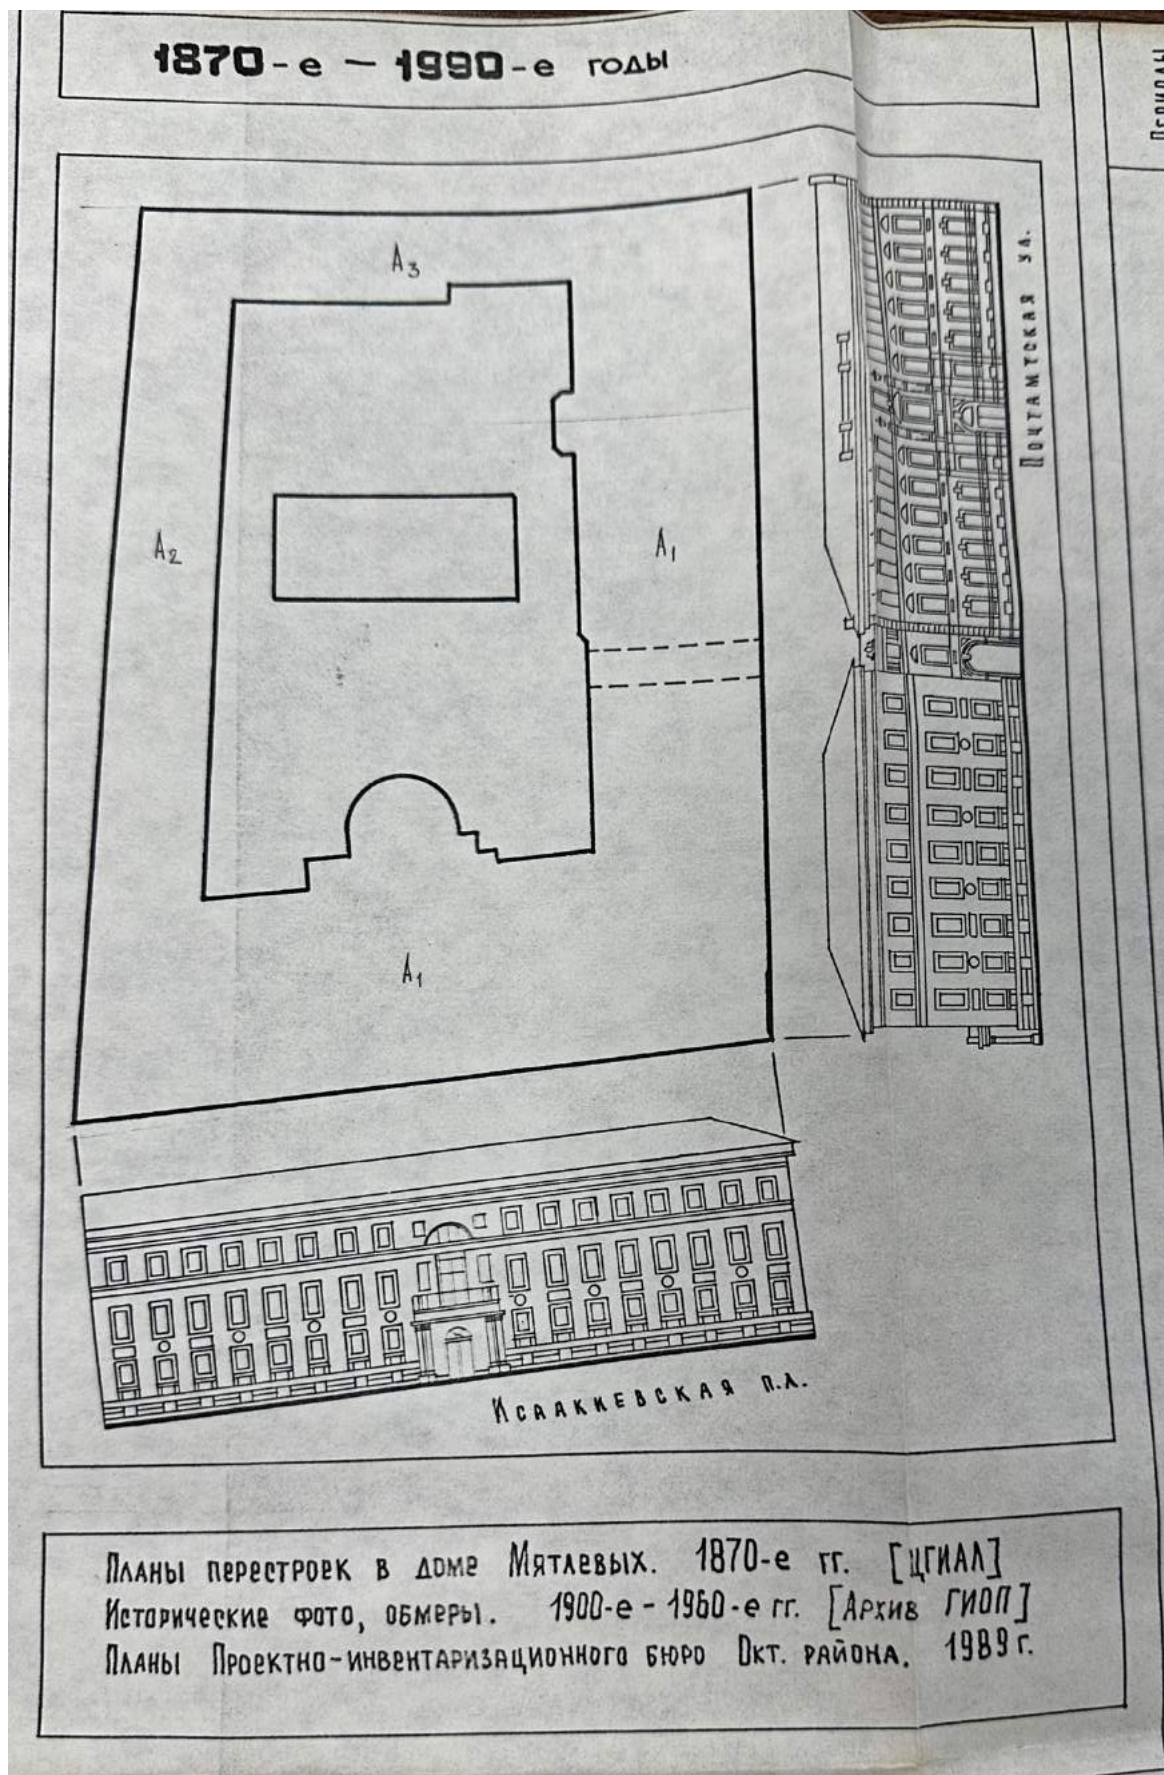 1870-е — 1990-е годы
Периоды
А3
Почтамтская ул.
А2
А1
А1
Исаакиевская пл.
Планы перестроек в доме Мятлевых. 1870-е гг. [ЦГИАЛ]
Исторические фото, обмеры. 1900-е - 1960-е гг. [Архив ГИОП]
Планы Проектно-инвентаризационного бюро Окт. района. 1989 г.